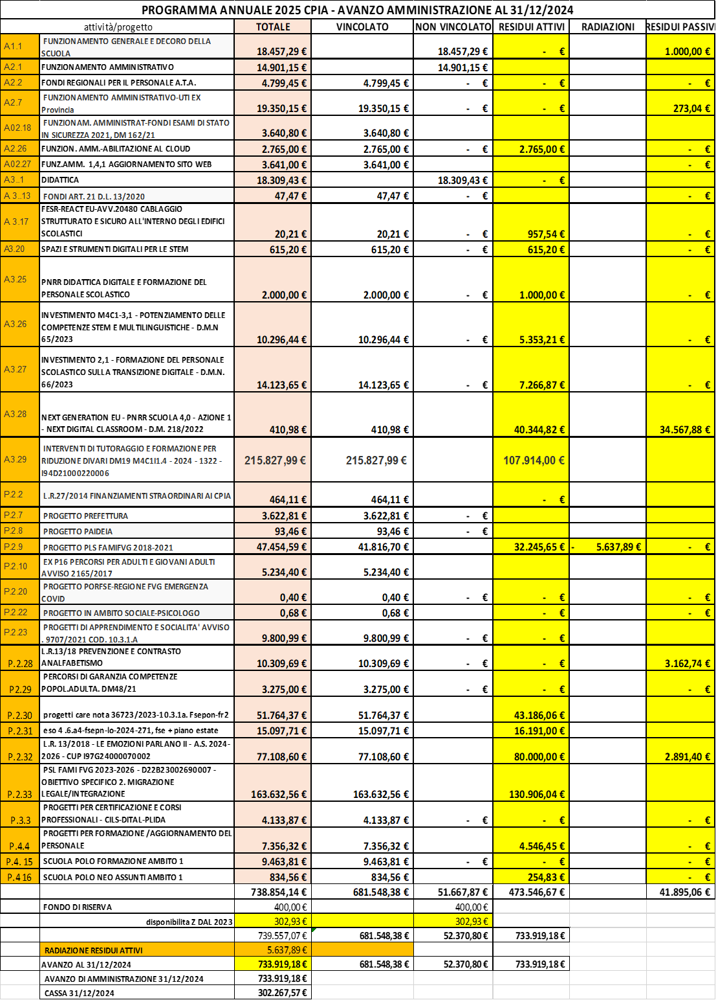 PROGRAMMA ANNUALE 2025 CPIA - AVANZO AMMINISTRAZIONE AL 31/12/2024
attività/progetto TOTALE VINCOLATO NON VINCOLATO RESIDUI ATTIVI RADIAZIONI RESIDUI PASSIVI
A1.1 FUNZIONAMENTO GENERALE E DECORO DELLA
SCUOLA 18.457,29 € 18.457,29 € - € 1.000,00 €
A2.1 FUNZIONAMENTO AMMINISTRATIVO 14.901,15 € 14.901,15 €
A2.2 FONDI REGIONALI PER IL PERSONALE A.T.A. 4.799,45 € 4.799,45 € - € - € - €
A2.7 FUNZIONAMENTO AMMINISTRATIVO-UTI EX
Provincia 19.350,15 € 19.350,15 € - € - € 273,04 €
A02.18 FUNZIONAM. AMMINISTRAT-FONDI ESAMI DI STATO
IN SICUREZZA 2021, DM 162/21 3.640,80 € 3.640,80 €
A2.26 FUNZION. AMM.-ABILITAZIONE AL CLOUD 2.765,00 € 2.765,00 € - € 2.765,00 € - €
A02.27 FUNZ.AMM. 1,4,1 AGGIORNAMENTO SITO WEB 3.641,00 € 3.641,00 € - €
A3..1 DIDATTICA 18.309,43 € 18.309,43 € - €
A 3..13 FONDI ART. 21 D.L. 13/2020 47,47 € 47,47 € - € - €
A 3.17 FESR-REACT EU-AVV.20480 CABLAGGIO
STRUTTURATO E SICURO ALL'INTERNO DEGLI EDIFICI
SCOLASTICI 20,21 € 20,21 € - € 957,54 € - €
A3.20 SPAZI E STRUMENTI DIGITALI PER LE STEM 615,20 € 615,20 € - € 615,20 € - €
A3.25 PNRR DIDATTICA DIGITALE E FORMAZIONE DEL
PERSONALE SCOLASTICO 2.000,00 € 2.000,00 € - € 1.000,00 € - €
A3.26 INVESTIMENTO M4C1-3,1 - POTENZIAMENTO DELLE
COMPETENZE STEM E MULTILINGUISTICHE - D.M.N
65/2023 10.296,44 € 10.296,44 € - € 5.353,21 € - €
A3.27 INVESTIMENTO 2,1 - FORMAZIONE DEL PERSONALE
SCOLASTICO SULLA TRANSIZIONE DIGITALE - D.M.N.
66/2023 14.123,65 € 14.123,65 € - € 7.266,87 € - €
A3.28 NEXT GENERATION EU - PNRR SCUOLA 4,0 - AZIONE 1
- NEXT DIGITAL CLASSROOM - D.M. 218/2022 410,98 € 410,98 € 40.344,82 € 34.567,88 €
A3.29 INTERVENTI DI TUTORAGGIO E FORMAZIONE PER
RIDUZIONE DIVARI DM19 M4C1I1.4 - 2024 - 1322 -
I94D21000220006 215.827,99 € 215.827,99 € 107.914,00 €
P.2.2 L.R.27/2014 FINANZIAMENTI STRAORDINARI AI CPIA 464,11 € 464,11 € - €
P.2.7 PROGETTO PREFETTURA 3.622,81 € 3.622,81 € - €
P.2.8 PROGETTO PAIDEIA 93,46 € 93,46 € - €
P.2.9 PROGETTO PLS FAMIFVG 2018-2021 47.454,59 € 41.816,70 € 32.245,65 € - 5.637,89 € - €
P.2.10 EX P16 PERCORSI PER ADULTI E GIOVANI ADULTI
AVVISO 2165/2017 5.234,40 € 5.234,40 €
P.2.20 PROGETTO PORFSE-REGIONE FVG EMERGENZA
COVID 0,40 € 0,40 € - € - € - €
P.2.22 PROGETTO IN AMBITO SOCIALE-PSICOLOGO 0,68 € 0,68 € - € - €
P.2.23 PROGETTI DI APPRENDIMENTO E SOCIALITA' AVVISO
. 9707/2021 COD. 10.3.1.A 9.800,99 € 9.800,99 € - € - € - €
P.2.28 L.R.13/18 PREVENZIONE E CONTRASTO
ANALFABETISMO 10.309,69 € 10.309,69 € - € - € 3.162,74 €
P2.29 PERCORSI DI GARANZIA COMPETENZE
POPOL.ADULTA. DM48/21 3.275,00 € 3.275,00 € - € - € - €
P.2.30 progetti care nota 36723/2023-10.3.1a. Fsepon-fr2 51.764,37 € 51.764,37 € 43.186,06 €
P.2.31 eso 4 .6.a4-fsepn-lo-2024-271, fse + piano estate 15.097,71 € 15.097,71 € 16.191,00 €
P.2.32 L.R. 13/2018 - LE EMOZIONI PARLANO II - A.S. 2024-
2026 - CUP I97G24000070002 77.108,60 € 77.108,60 € 80.000,00 € 2.891,40 €
P.2.33 PSL FAMI FVG 2023-2026 - D22B23002690007 -
OBIETTIVO SPECIFICO 2. MIGRAZIONE
LEGALE/INTEGRAZIONE 163.632,56 € 163.632,56 € 130.906,04 €
P.3.3 PROGETTI PER CERTIFICAZIONE E CORSI
PROFESSIONALI - CILS-DITAL-PLIDA 4.133,87 € 4.133,87 € - € - €
P.4.4 PROGETTI PER FORMAZIONE /AGGIORNAMENTO DEL
PERSONALE 7.356,32 € 7.356,32 € 4.546,45 € - €
P.4. 15 SCUOLA POLO FORMAZIONE AMBITO 1 9.463,81 € 9.463,81 € - € - € - €
P.4 16 SCUOLA POLO NEO ASSUNTI AMBITO 1 834,56 € 834,56 € 254,83 € - €
738.854,14 € 681.548,38 € 51.667,87 € 473.546,67 € 41.895,06 €
FONDO DI RISERVA 400,00 € 400,00 €
disponibilita Z DAL 2023 302,93 € 302,93 €
739.557,07 € 681.548,38 € 52.370,80 € 733.919,18 €
RADIAZIONE RESIDUI ATTIVI 5.637,89 €
AVANZO AL 31/12/2024 733.919,18 € 681.548,38 € 52.370,80 € 733.919,18 €
AVANZO DI AMMINISTRAZIONE 31/12/2024 733.919,18 €
CASSA 31/12/2024 302.267,57 €